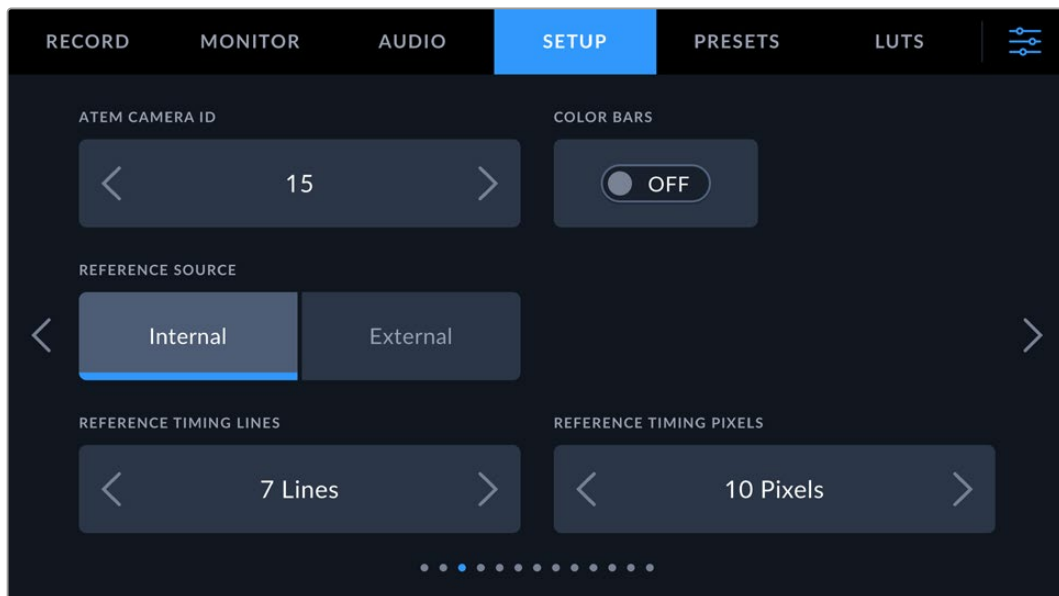 RECORD MONITOR AUDIO SETUP PRESETS LUTS
ATEM CAMERA ID COLOR BARS
15 OFF
REFERENCE SOURCE
Internal External
REFERENCE TIMING LINES REFERENCE TIMING PIXELS
7 Lines 10 Pixels